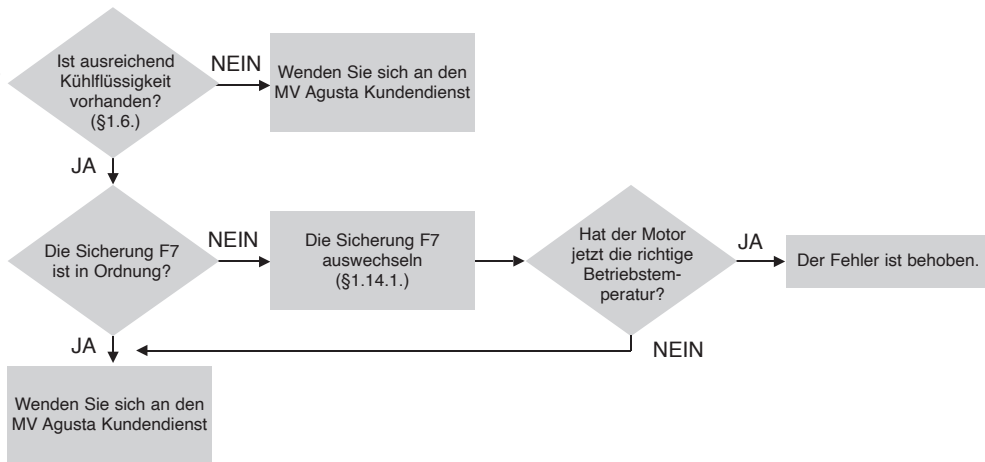 Ist ausreichend
Kühlflüssigkeit
vorhanden?
(§1.6.)
NEIN
Wenden Sie sich an den
MV Agusta Kundendienst
JA
Die Sicherung F7
ist in Ordnung?
NEIN
Die Sicherung F7
auswechseln
(§1.14.1.)
Hat der Motor
jetzt die richtige
Betriebstem-
peratur?
JA
Der Fehler ist behoben.
JA
NEIN
Wenden Sie sich an den
MV Agusta Kundendienst